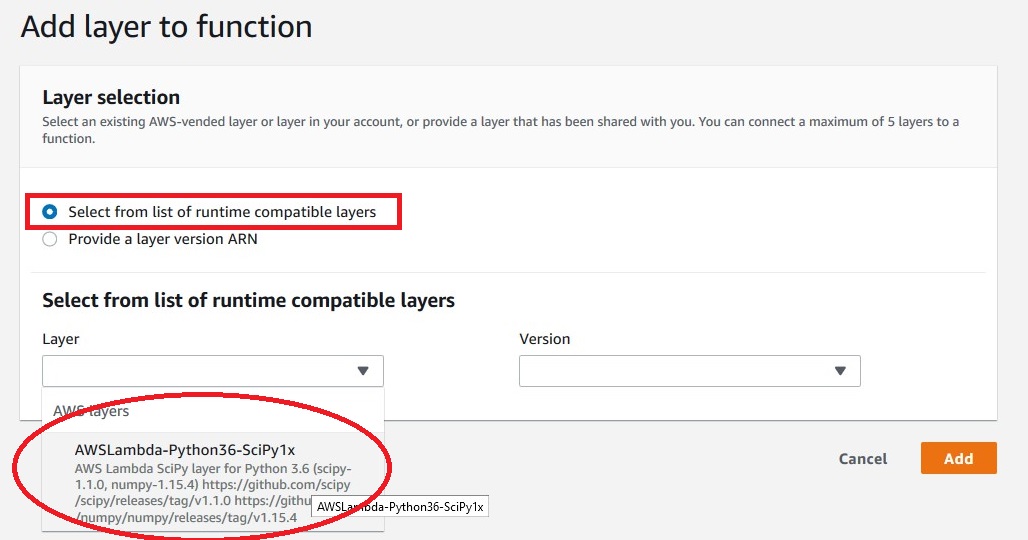 Add layer to function
Layer selection
Select an existing AWS-vended layer or layer in your account, or provide a layer that has been shared with you. You can connect a maximum of 5 layers to a
function.
Select from list of runtime compatible layers
Provide a layer version ARN
Select from list of runtime compatible layers
Layer
Version
AWS layers
AWSLambda-Python36-SciPy1x
AWS Lambda SciPy layer for Python 3.6 (scipy-
1.1.0, numpy-1.15.4) https://github.com/scipy
/scipy/releases/tag/v1.1.0 https://githu
/numpy/numpy/releases/tag/v1.15.4
AWSLambda-Python36-SciPy1x
Cancel
Add